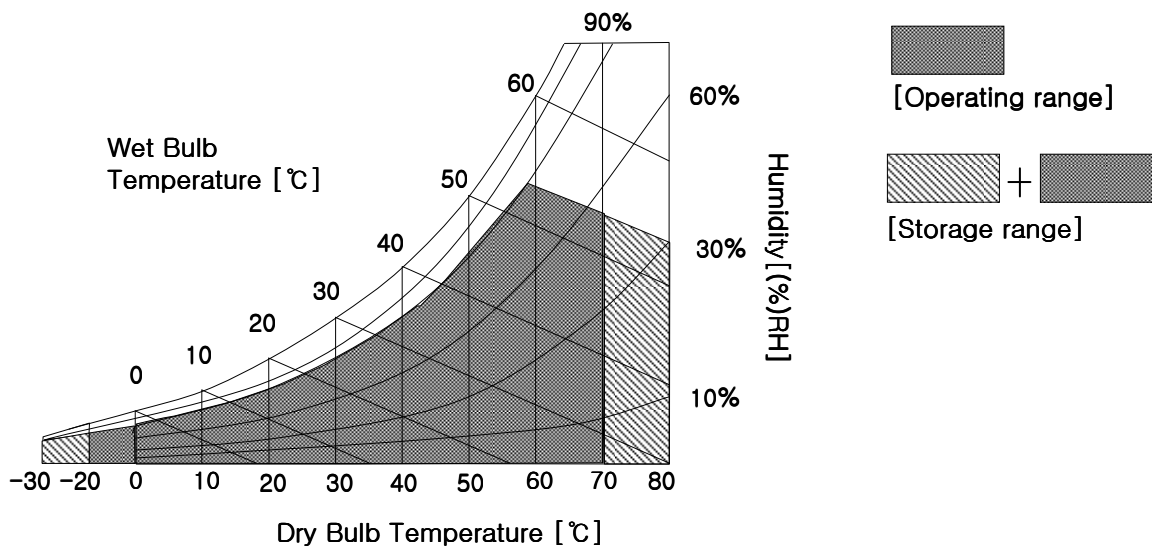 90%
60
60%
[Operating range]
Wet Bulb
Temperature [℃]
50
40
30%
[Storage range]
+
30
20
10
0
10%
Humidity[(%)RH]
-30 -20 0 10 20 30 40 50 60 70 80
Dry Bulb Temperature [℃]